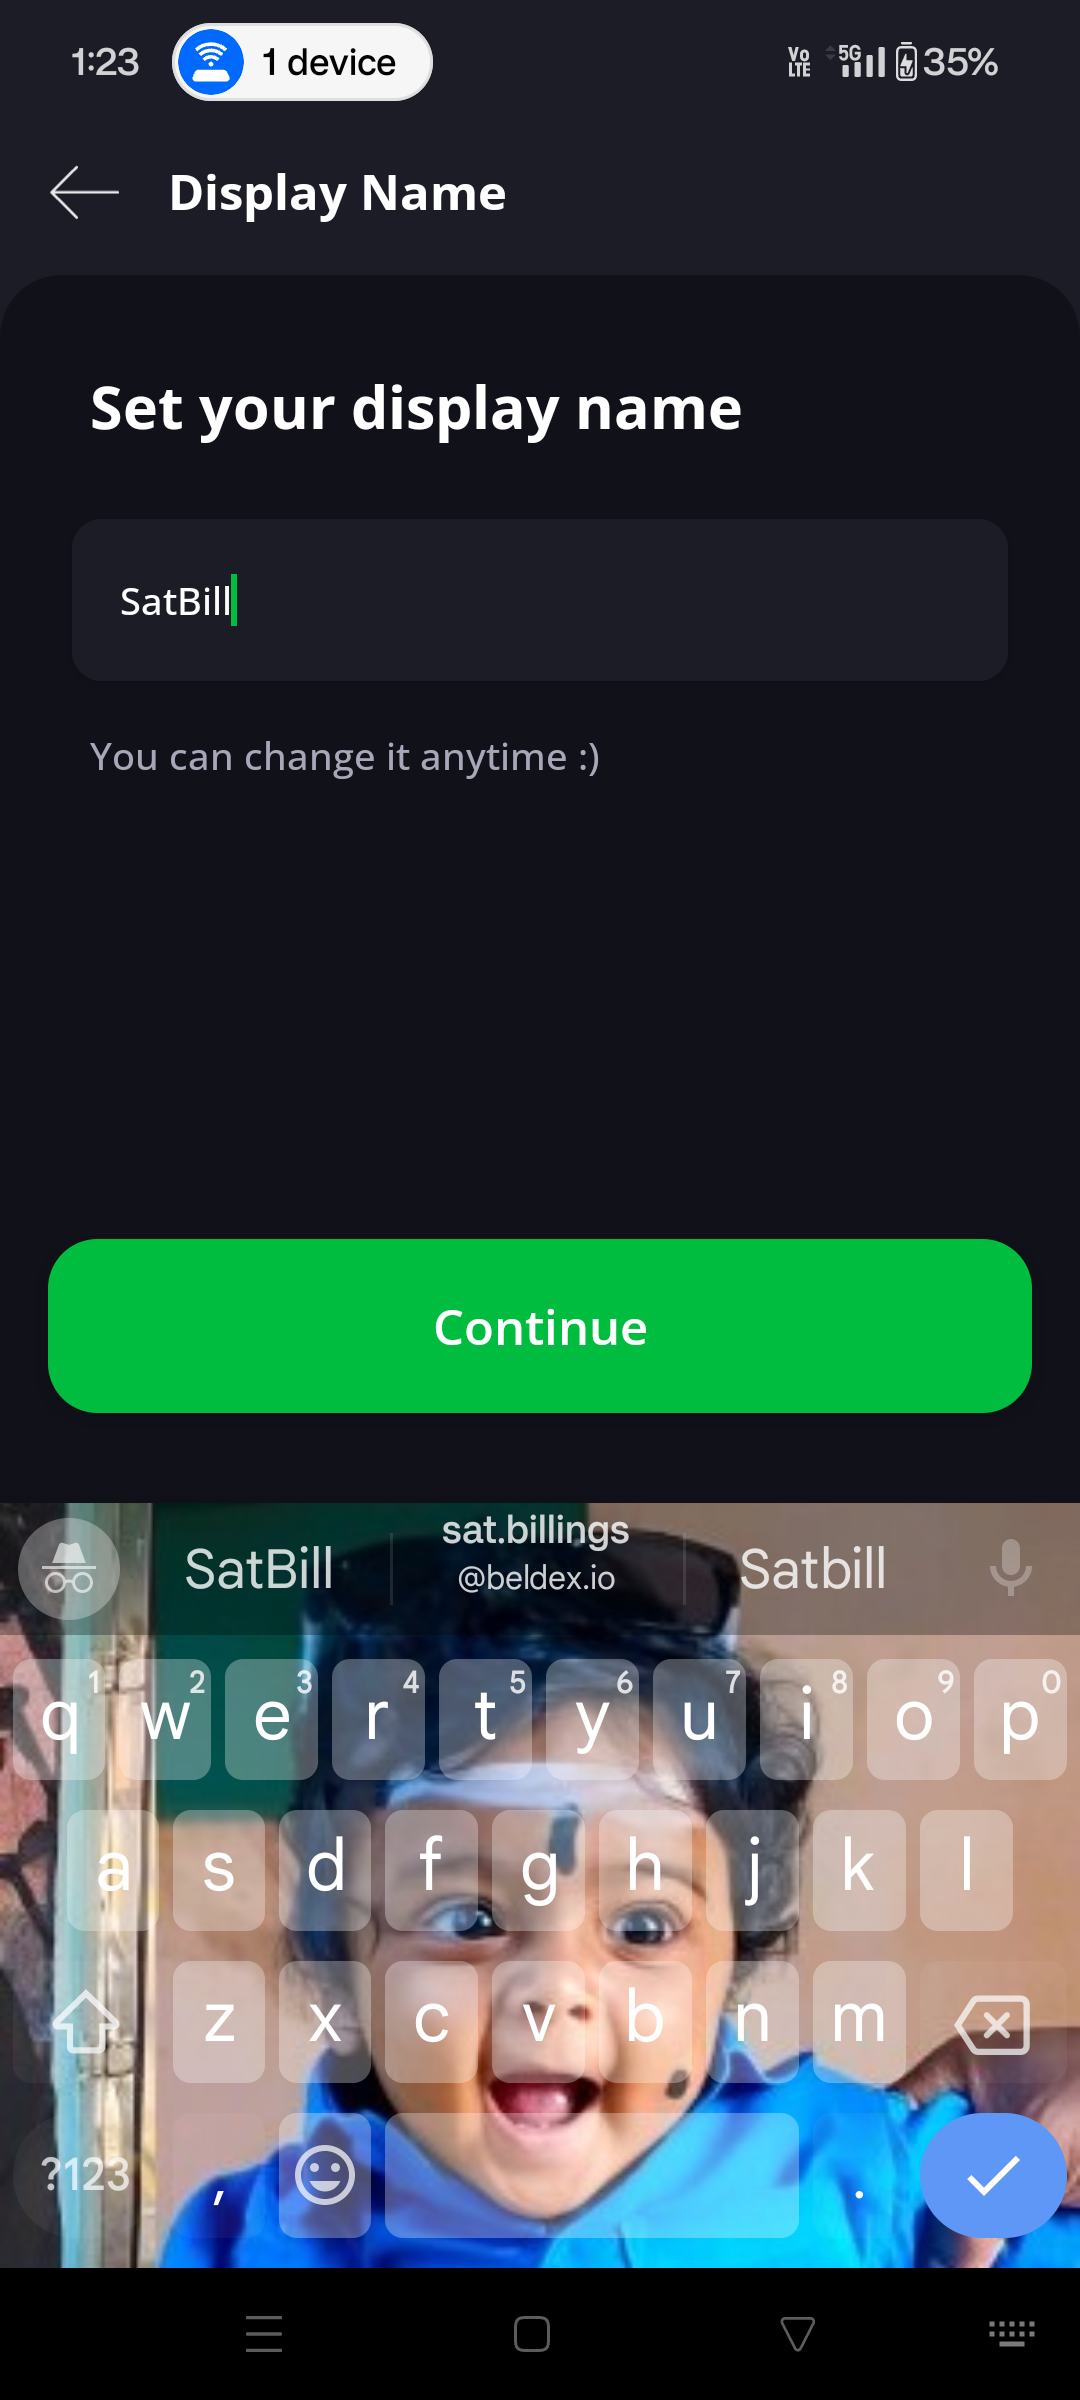 1:23 1 device Vo LTE 5G 35%
Display Name
Set your display name
SatBill
You can change it anytime :)
Continue
SatBill sat.billings @beldex.io Satbill
1 2 3 4 5 6 7 8 9 0
q w e r t y u i o p
a s d f g h j k l
z x c v b n m
?123 , .